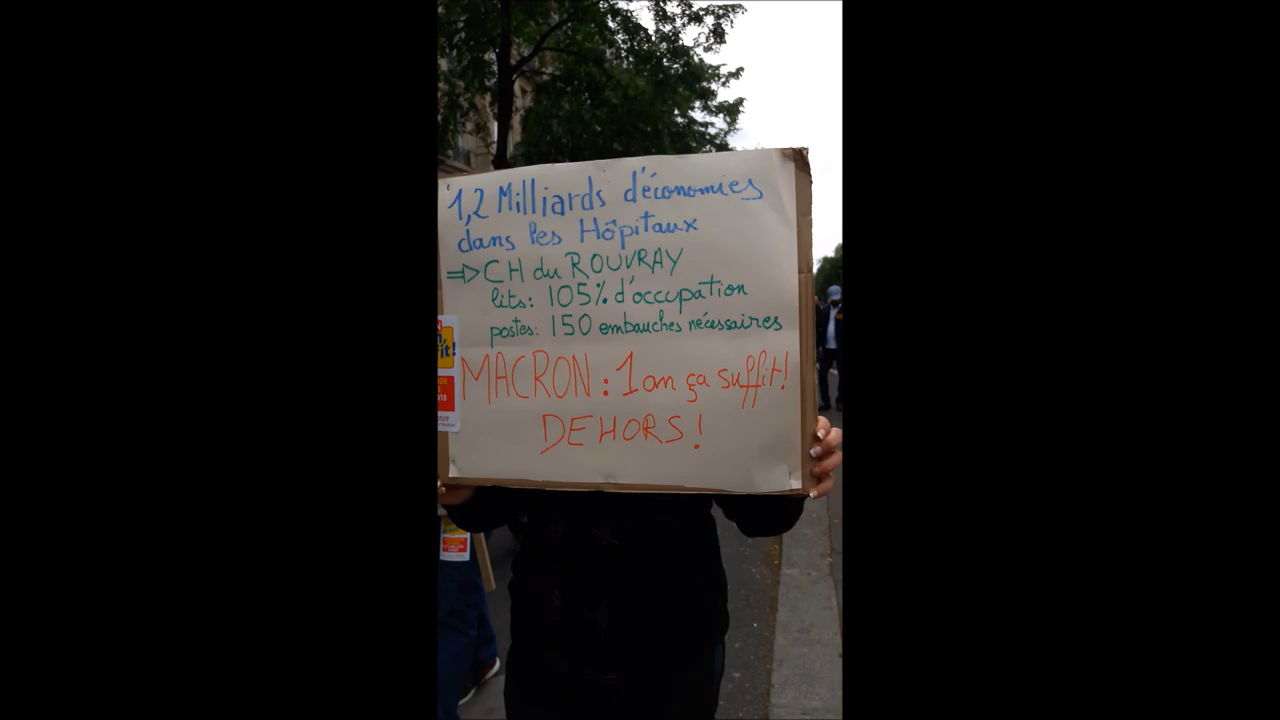 1,2 Milliards d'économies
dans les Hôpitaux
⇒ CH du ROUVRAY
lits: 105% d'occupation
postes: 150 embauches nécessaires
MACRON : 1 an ça suffit!
DEHORS !